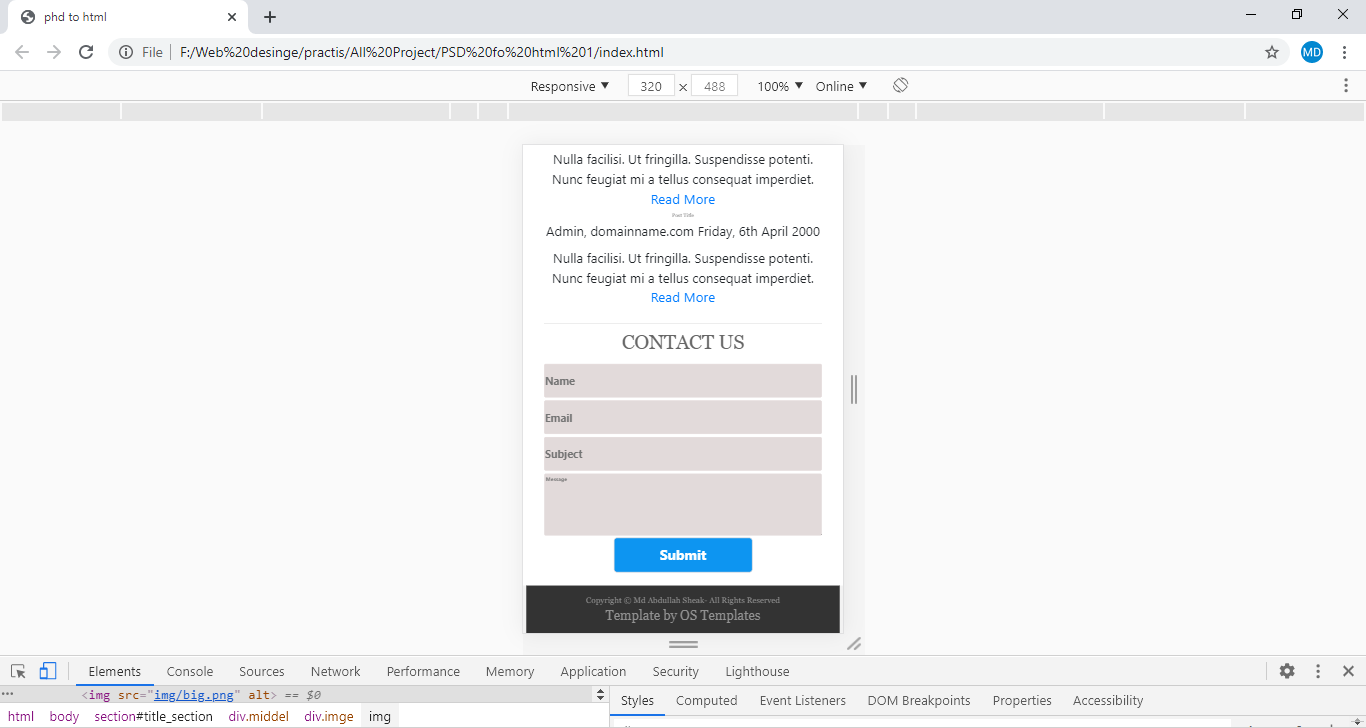 phd to html
File F:/Web%20desinge/practis/All%20Project/PSD%20fo%20html%201/index.html MD
Responsive 320 × 488 100% Online
Nulla facilisi. Ut fringilla. Suspendisse potenti.
Nunc feugiat mi a tellus consequat imperdiet.
Read More
Post Title
Admin, domainname.com Friday, 6th April 2000
Nulla facilisi. Ut fringilla. Suspendisse potenti.
Nunc feugiat mi a tellus consequat imperdiet.
Read More
CONTACT US
Name
Email
Subject
Message
Submit
Copyright © Md Abdullah Sheak- All Rights Reserved
Template by OS Templates
Elements Console Sources Network Performance Memory Application Security Lighthouse
<img src="img/big.png" alt> == $0
html body section#title_section div.middel div.imge img
Styles Computed Event Listeners DOM Breakpoints Properties Accessibility